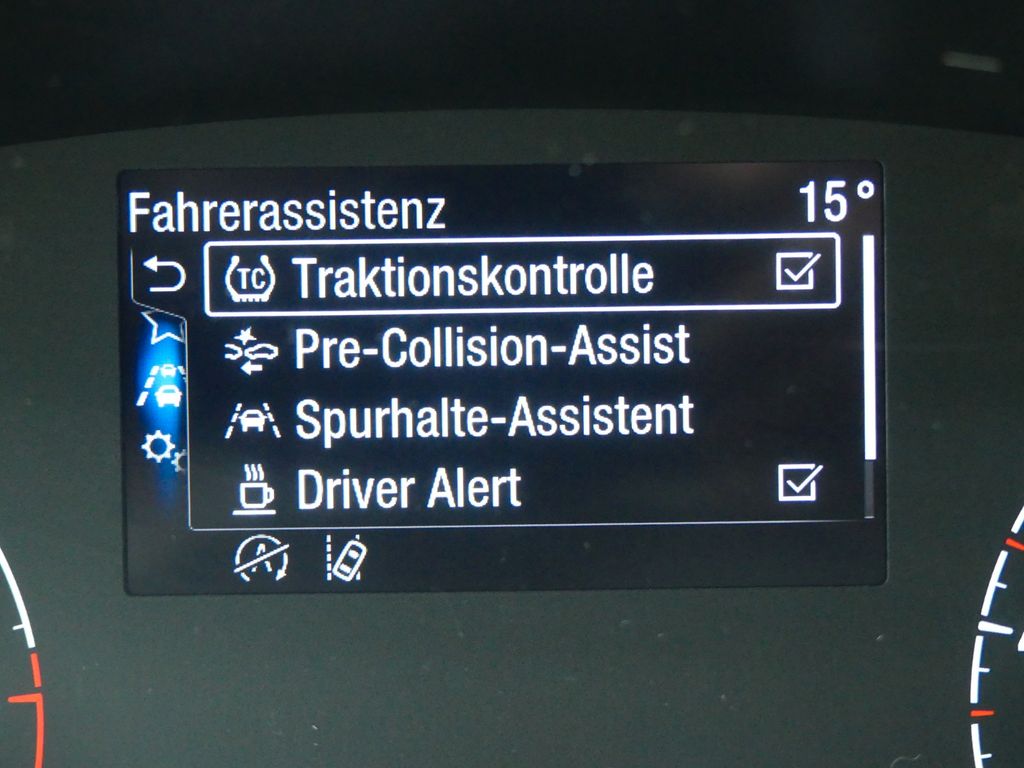 Fahrerassistenz 15°
TC Traktionskontrolle
Pre-Collision-Assist
Spurhalte-Assistent
Driver Alert
A